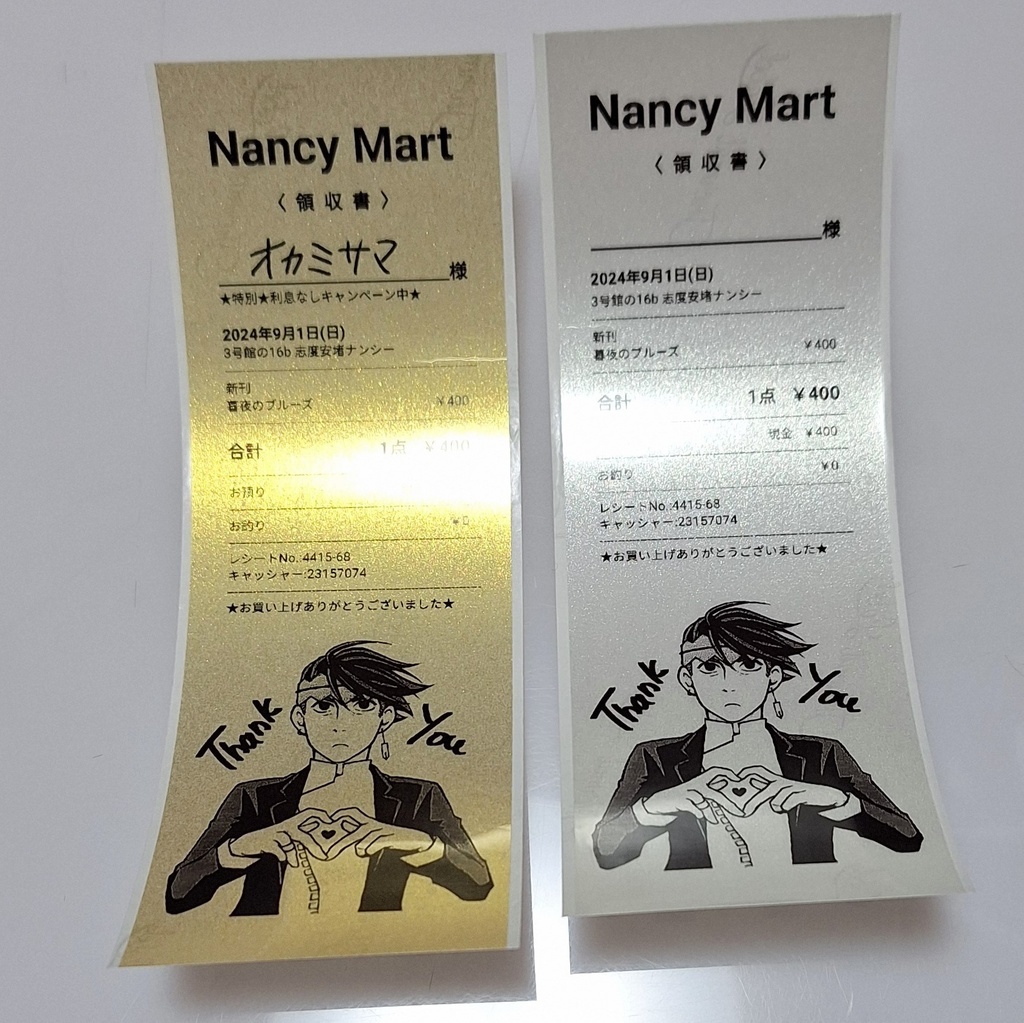 Nancy Mart
〈領収書〉
オカミサマ様
★特別★利息なしキャンペーン中★
2024年9月1日(日)
3号館の16b 志度安堵ナンシー
新刊
暮夜のブルーズ ¥400
合計 1点 ¥400
お預り
お釣り ¥0
レシートNo. 4415-68
キャッシャー:23157074
★お買い上げありがとうございました★
Thank You
Nancy Mart
〈領収書〉
様
2024年9月1日(日)
3号館の16b 志度安堵ナンシー
新刊
暮夜のブルーズ ¥400
合計 1点 ¥400
現金 ¥400
お釣り ¥0
レシートNo.:4415-68
キャッシャー:23157074
★お買い上げありがとうございました★
Thank You